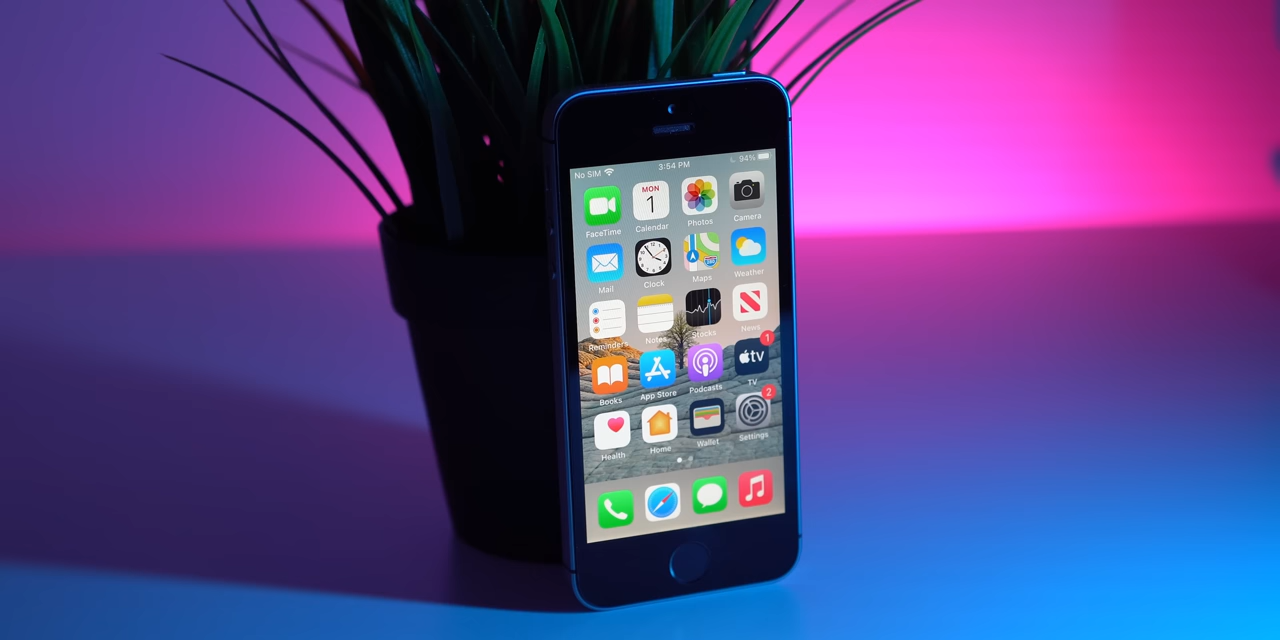 No SIM 3:54 PM 94%
MON
1
FaceTime Calendar Photos Camera
Mail Clock Maps Weather
Reminders Notes Stocks News
1
tv
Books App Store Podcasts TV
2
Health Home Wallet Settings